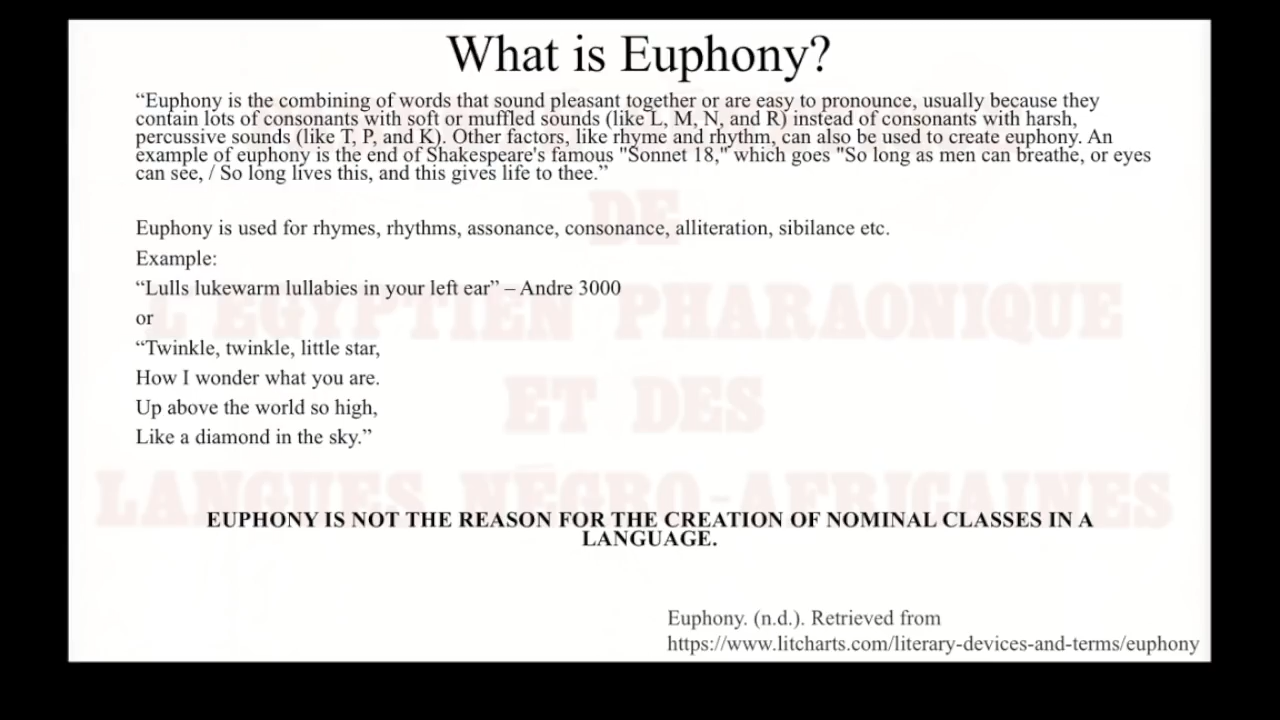 What is Euphony?
“Euphony is the combining of words that sound pleasant together or are easy to pronounce, usually because they
contain lots of consonants with soft or muffled sounds (like L, M, N, and R) instead of consonants with harsh,
percussive sounds (like T, P, and K). Other factors, like rhyme and rhythm, can also be used to create euphony. An
example of euphony is the end of Shakespeare's famous "Sonnet 18," which goes "So long as men can breathe, or eyes
can see, / So long lives this, and this gives life to thee.”
DE
Euphony is used for rhymes, rhythms, assonance, consonance, alliteration, sibilance etc.
Example:
“Lulls lukewarm lullabies in your left ear” – Andre 3000
L'ÉGYPTIEN PHARAONIQUE
or
“Twinkle, twinkle, little star,
How I wonder what you are.
ET DES
Up above the world so high,
Like a diamond in the sky.”
LANGUES NÉGRO-AFRICAINES
EUPHONY IS NOT THE REASON FOR THE CREATION OF NOMINAL CLASSES IN A
LANGUAGE.
Euphony. (n.d.). Retrieved from
https://www.litcharts.com/literary-devices-and-terms/euphony